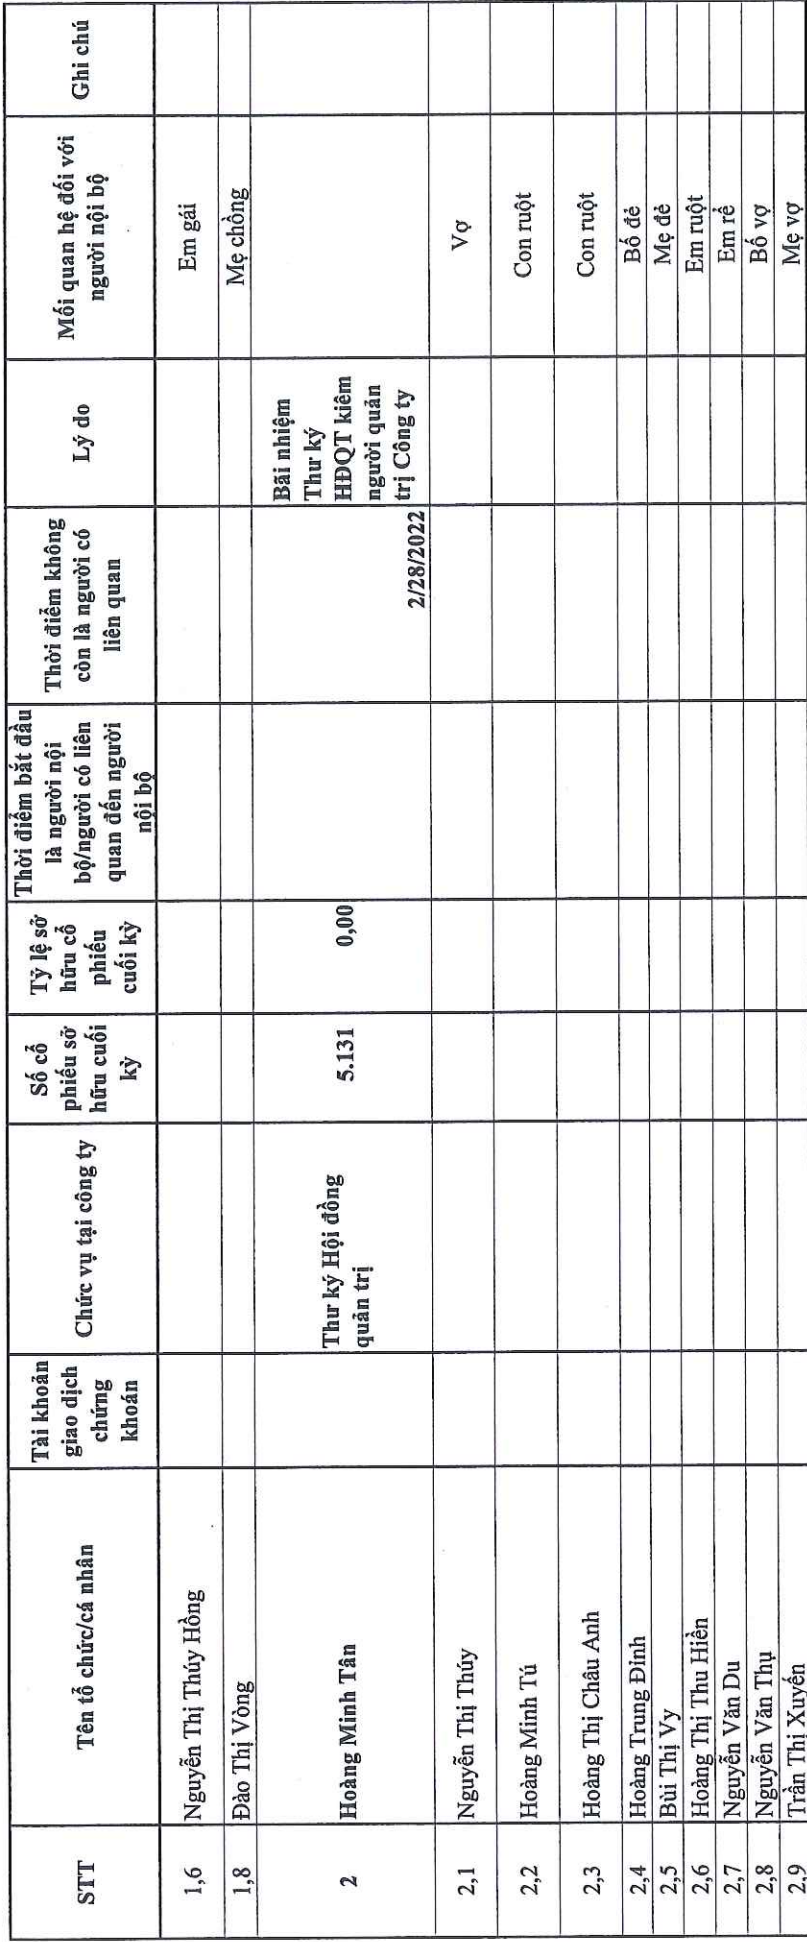 STT
Tên tổ chức/cá nhân
Tài khoản
giao dịch
chứng
khoán
Chức vụ tại công ty
Số cổ
phiếu sở
hữu cuối
kỳ
Tỷ lệ sở
hữu cổ
phiếu
cuối kỳ
Thời điểm bắt đầu
là người nội
bộ/người có liên
quan đến người
nội bộ
Thời điểm không
còn là người có
liên quan
Lý do
Mối quan hệ đối với
người nội bộ
Ghi chú
1,6
Nguyễn Thị Thúy Hồng
Em gái
1,8
Đào Thị Vòng
Mẹ chồng
2
Hoàng Minh Tân
Thư ký Hội đồng
quản trị
5.131
0,00
2/28/2022
Bãi nhiệm
Thư ký
HĐQT kiêm
người quản
trị Công ty
2,1
Nguyễn Thị Thúy
Vợ
2,2
Hoàng Minh Tú
Con ruột
2,3
Hoàng Thị Châu Anh
Con ruột
2,4
Hoàng Trung Đỉnh
Bố đẻ
2,5
Bùi Thị Vy
Mẹ đẻ
2,6
Hoàng Thị Thu Hiền
Em ruột
2,7
Nguyễn Văn Du
Em rể
2,8
Nguyễn Văn Thụ
Bố vợ
2,9
Trần Thị Xuyến
Mẹ vợ